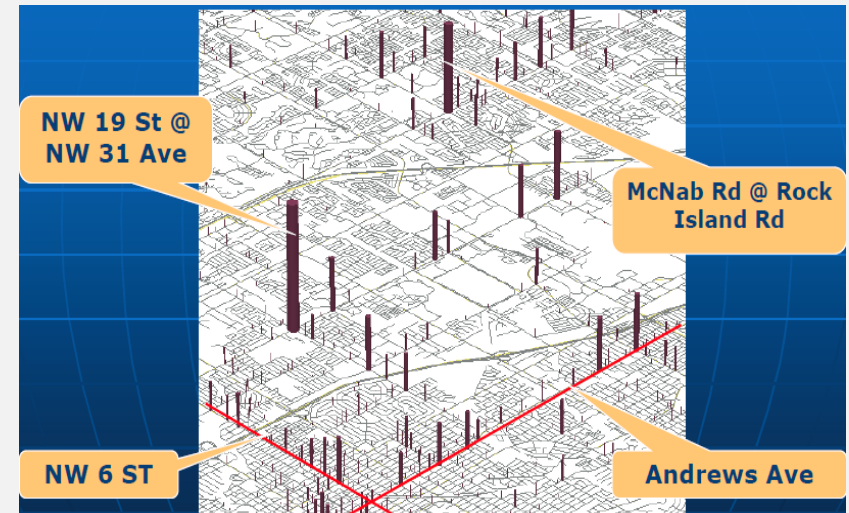 NW 19 St @
NW 31 Ave
McNab Rd @ Rock
Island Rd
NW 6 ST
Andrews Ave